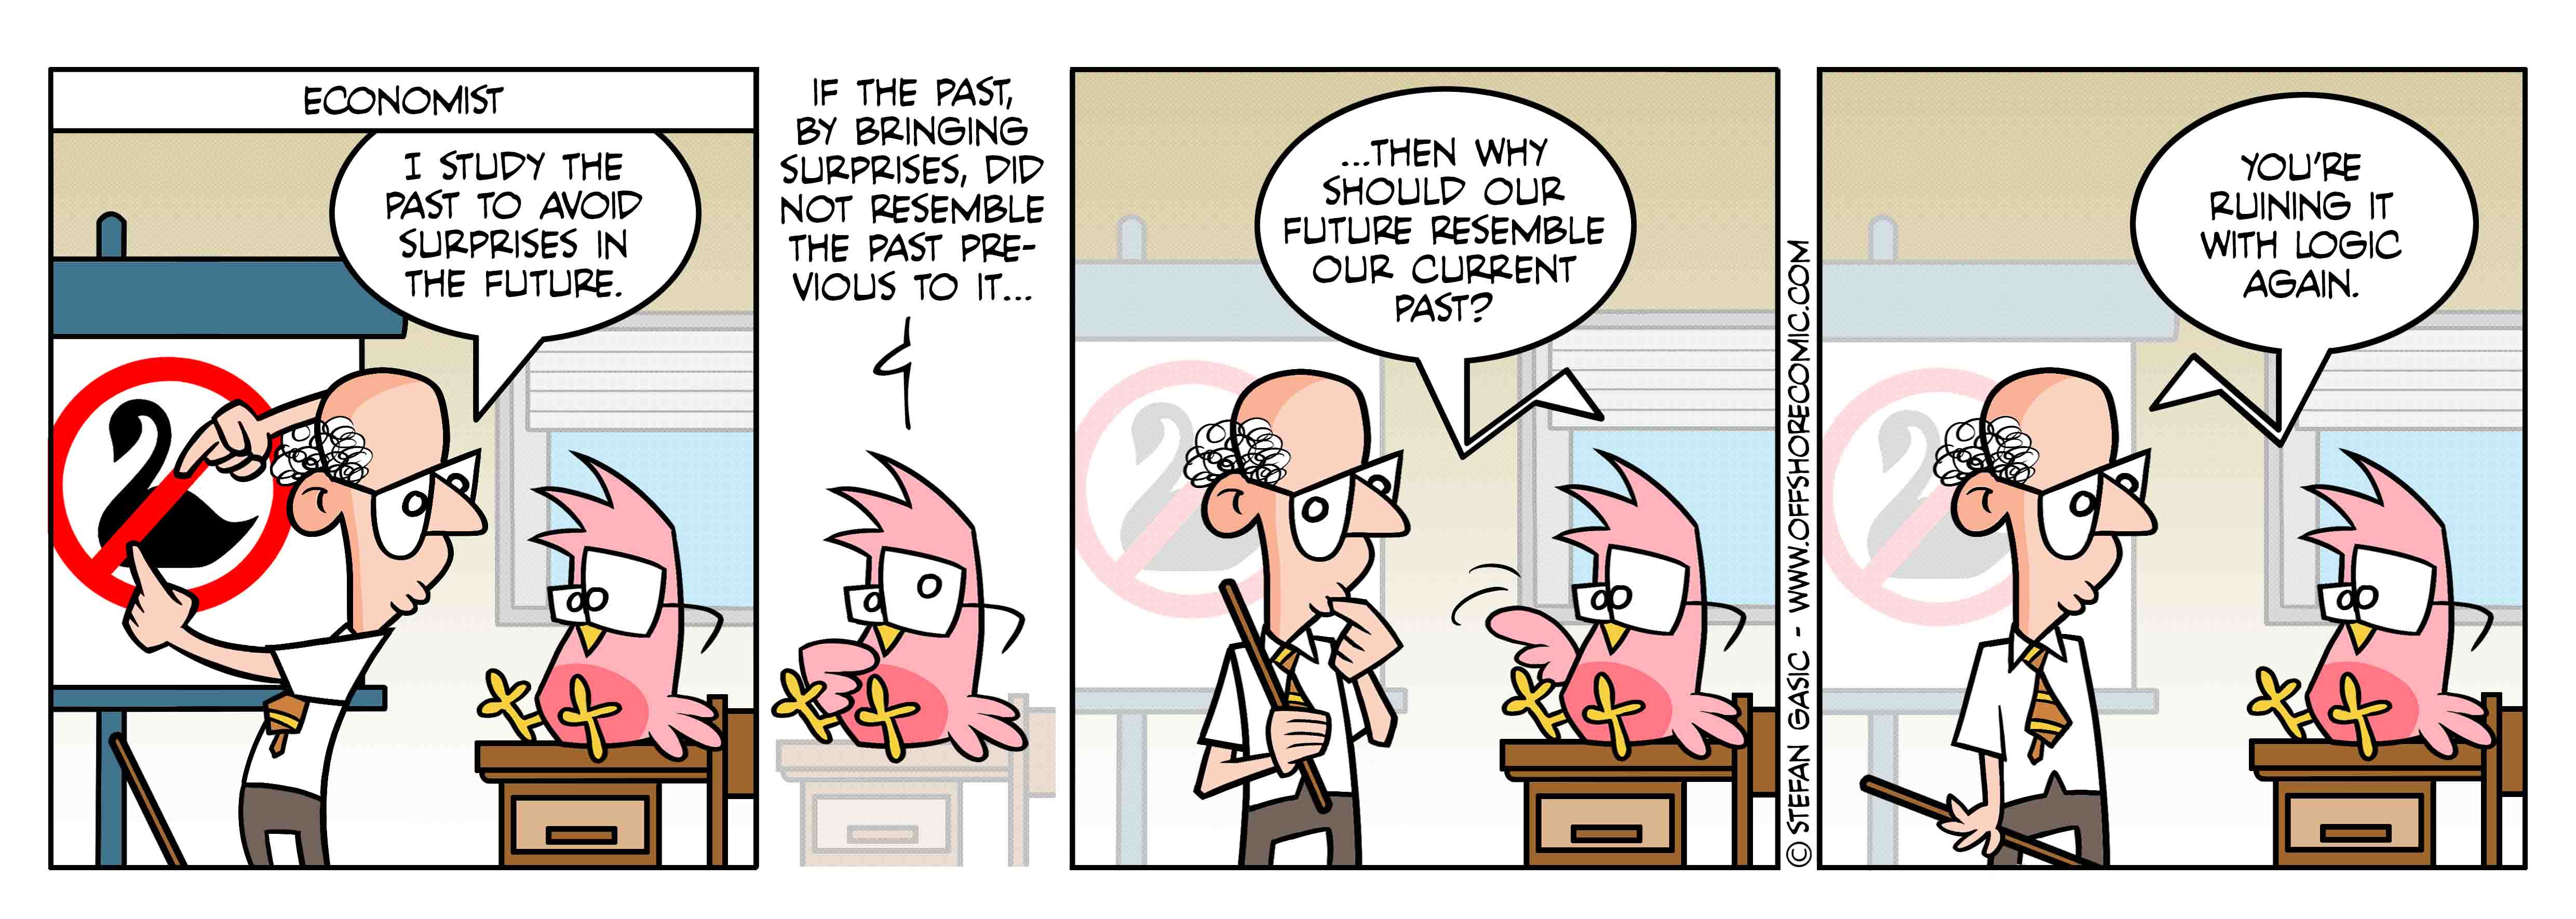 ECONOMIST
I STUDY THE
PAST TO AVOID
SURPRISES IN
THE FUTURE.
IF THE PAST,
BY BRINGING
SURPRISES, DID
NOT RESEMBLE
THE PAST PRE-
VIOUS TO IT...
...THEN WHY
SHOULD OUR
FUTURE RESEMBLE
OUR CURRENT
PAST?
© STEFAN GASIC - WWW.OFFSHORECOMIC.COM
YOU'RE
RUINING IT
WITH LOGIC
AGAIN.